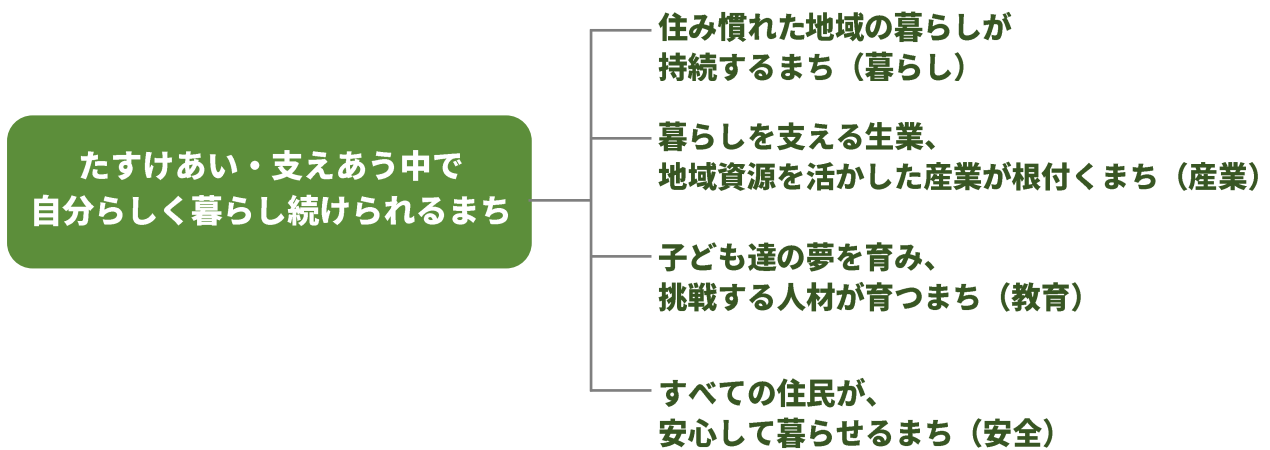 たすけあい・支えあう中で
自分らしく暮らし続けられるまち
住み慣れた地域の暮らしが
持続するまち（暮らし）
暮らしを支える生業、
地域資源を活かした産業が根付くまち（産業）
子ども達の夢を育み、
挑戦する人材が育つまち（教育）
すべての住民が、
安心して暮らせるまち（安全）